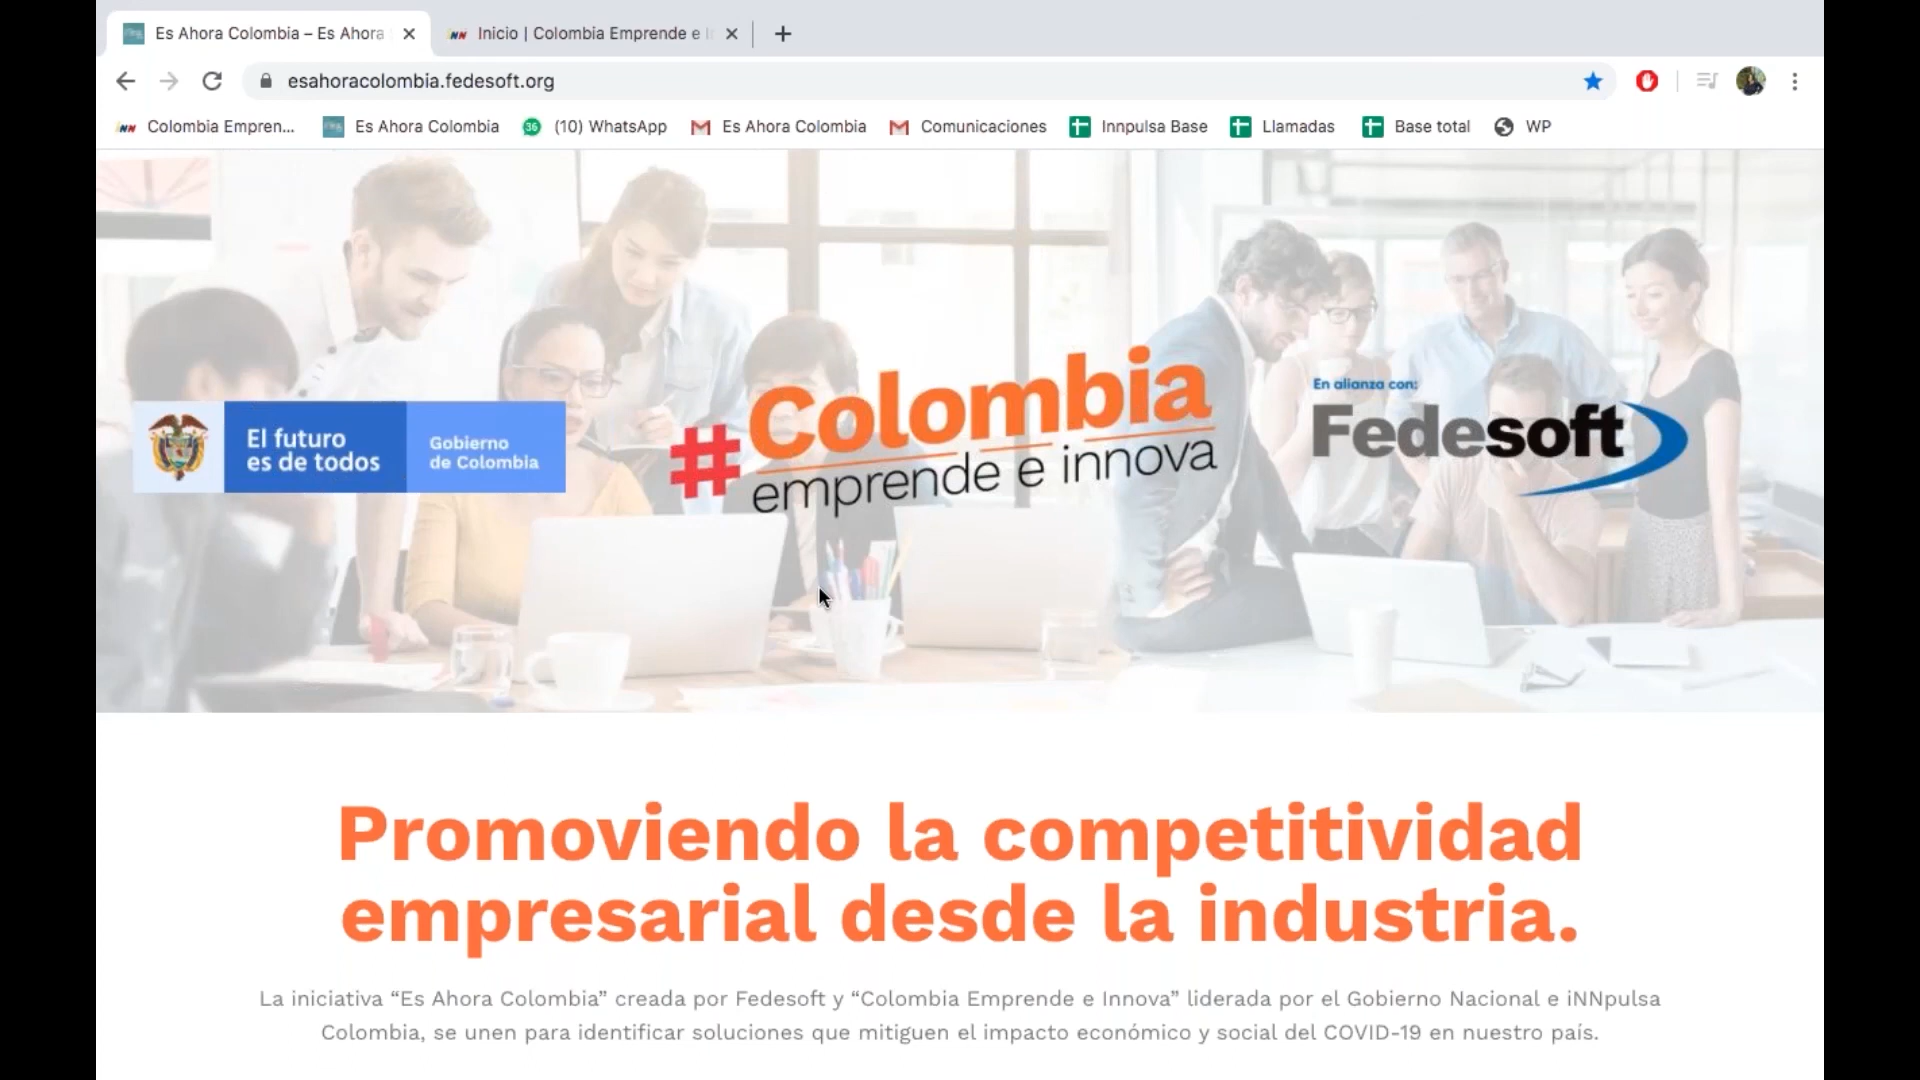 Es Ahora Colombia – Es Ahora
Inicio | Colombia Emprende e I
esahoracolombia.fedesoft.org
Colombia Empren...
Es Ahora Colombia
36
(10) WhatsApp
Es Ahora Colombia
Comunicaciones
Innpulsa Base
Llamadas
Base total
WP
El futuro
es de todos
Gobierno
de Colombia
#Colombia
emprende e innova
En alianza con:
Fedesoft
Promoviendo la competitividad
empresarial desde la industria.
La iniciativa “Es Ahora Colombia” creada por Fedesoft y “Colombia Emprende e Innova” liderada por el Gobierno Nacional e iNNpulsa
Colombia, se unen para identificar soluciones que mitiguen el impacto económico y social del COVID-19 en nuestro país.